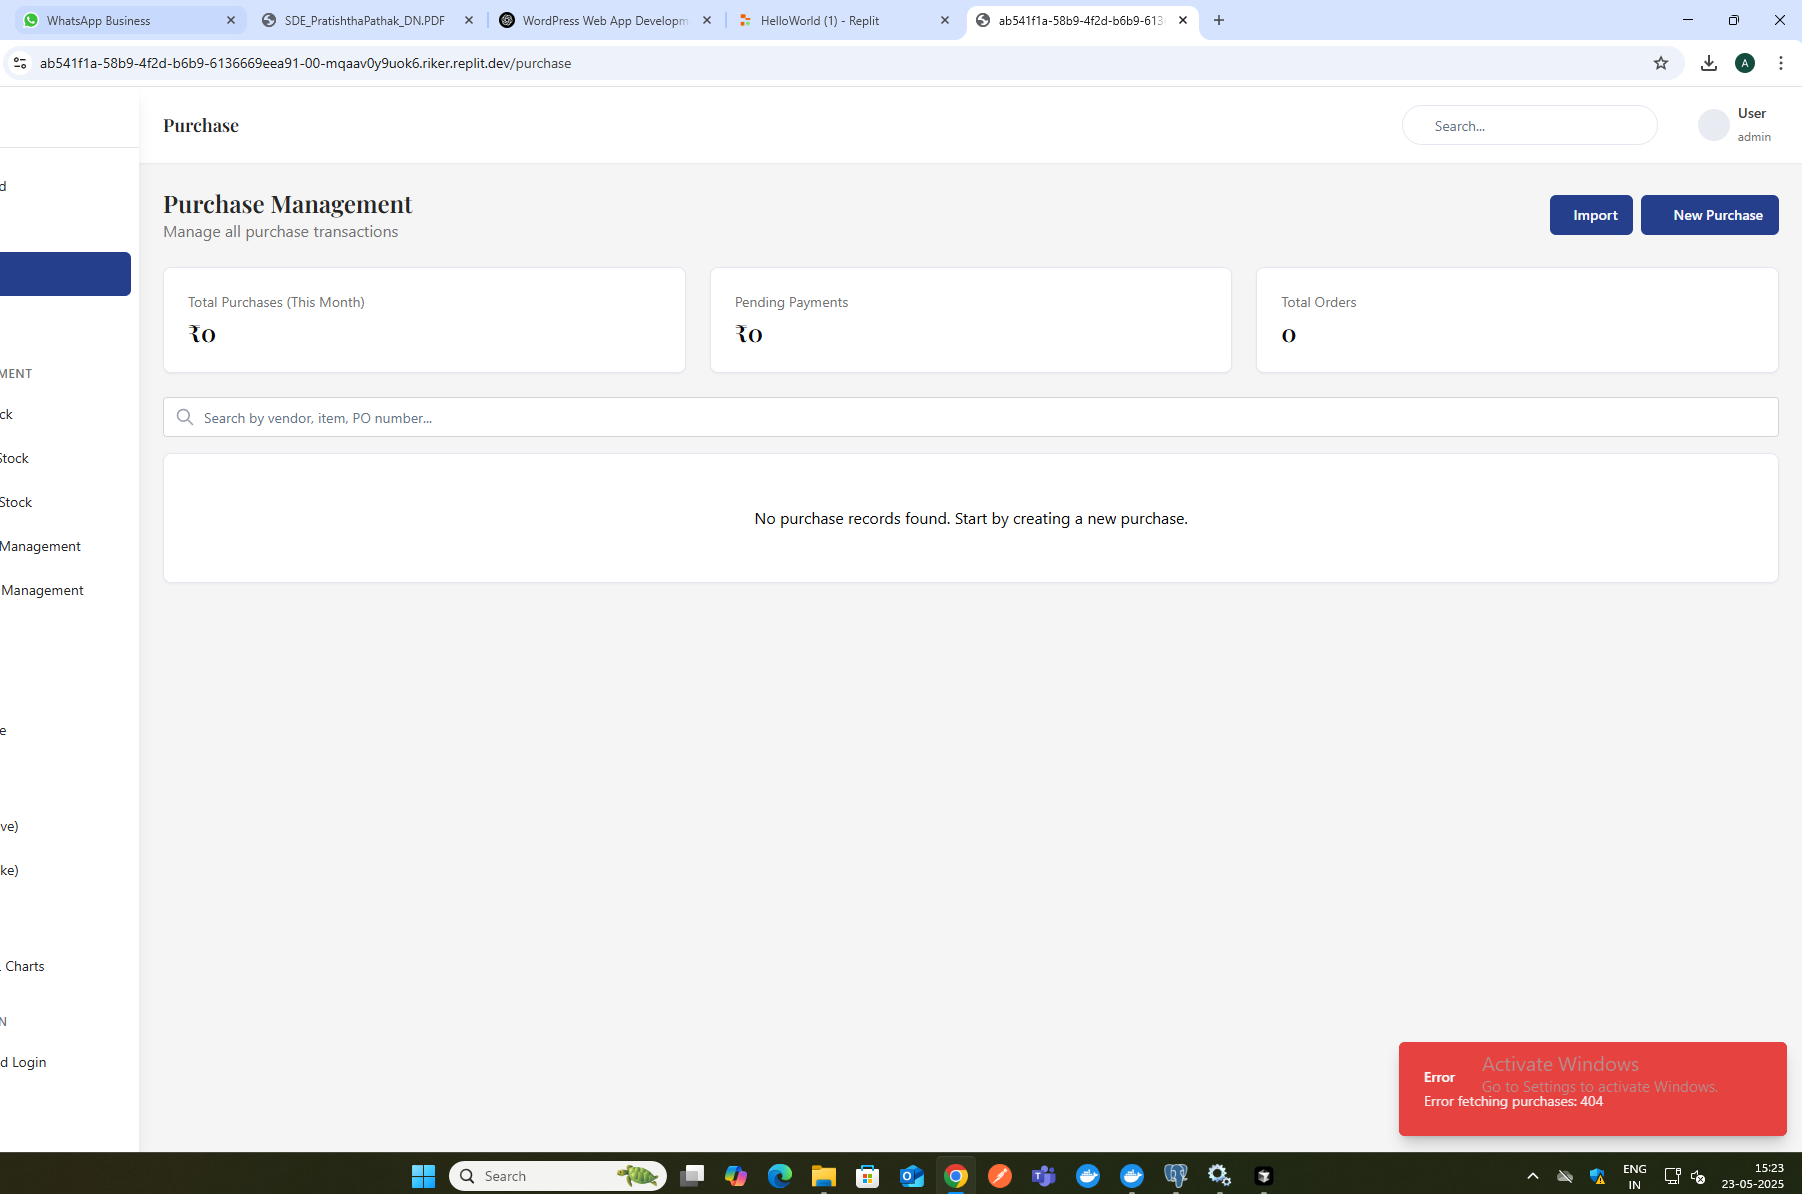 WhatsApp Business
SDE_PratishthaPathak_DN.PDF
WordPress Web App Developm
HelloWorld (1) - Replit
ab541f1a-58b9-4f2d-b6b9-613
ab541f1a-58b9-4f2d-b6b9-6136669eea91-00-mqaav0y9uok6.riker.replit.dev/purchase
A
Purchase
Search...
User
admin
d
Purchase Management
Manage all purchase transactions
Import
New Purchase
Total Purchases (This Month)
₹0
Pending Payments
₹0
Total Orders
0
MENT
ck
Search by vendor, item, PO number...
Stock
Stock
No purchase records found. Start by creating a new purchase.
Management
Management
e
ve)
ke)
Charts
N
d Login
Activate Windows
Go to Settings to activate Windows.
Error
Error fetching purchases: 404
Search
ENG
IN
15:23
23-05-2025